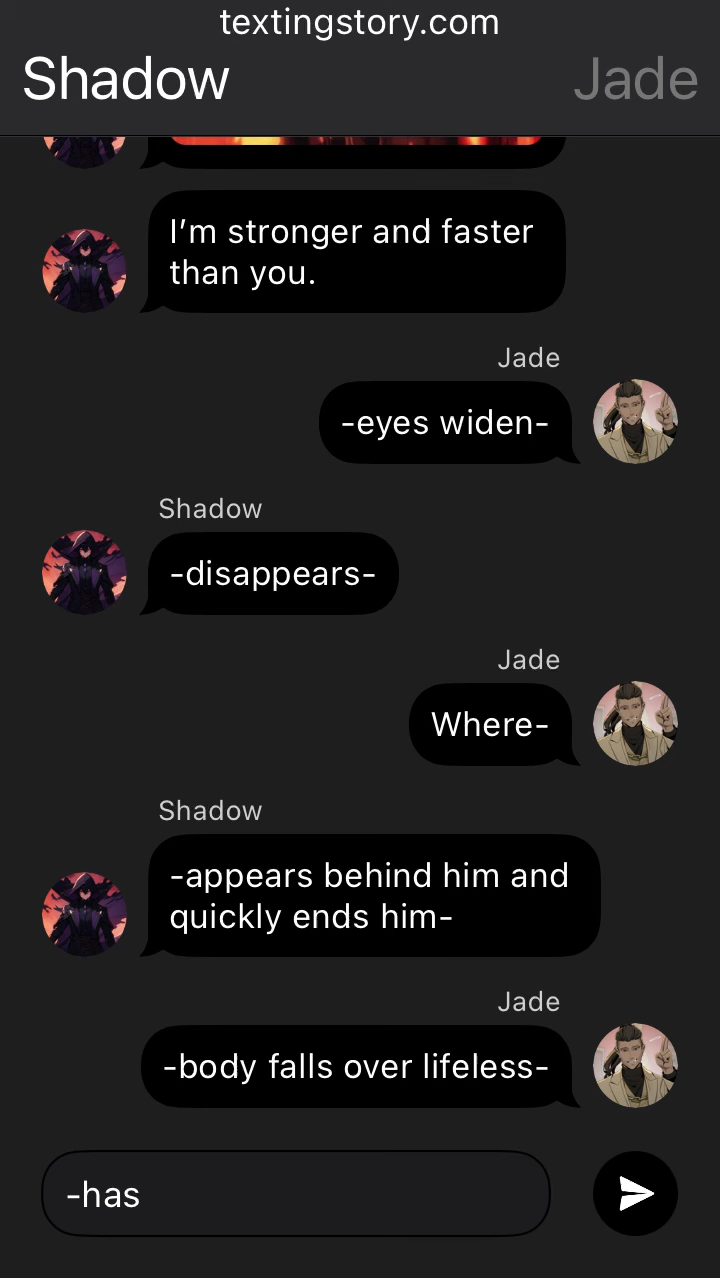 textingstory.com
Shadow Jade
I’m stronger and faster
than you.
Jade
-eyes widen-
Shadow
-disappears-
Jade
Where-
Shadow
-appears behind him and
quickly ends him-
Jade
-body falls over lifeless-
-has